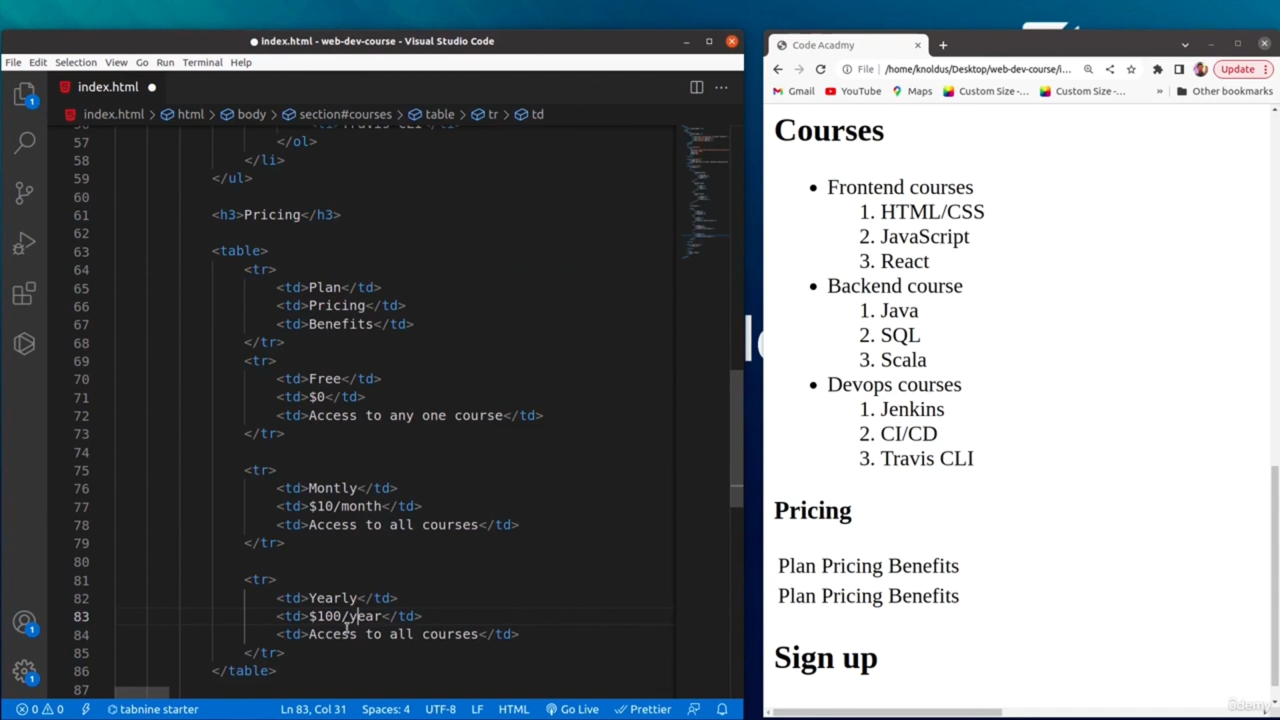 index.html - web-dev-course - Visual Studio Code
File Edit Selection View Go Run Terminal Help
index.html
index.html > html > body > section#courses > table > tr > td
57 </ol>
58 </li>
59 </ul>
60
61 <h3>Pricing</h3>
62
63 <table>
64 <tr>
65 <td>Plan</td>
66 <td>Pricing</td>
67 <td>Benefits</td>
68 </tr>
69 <tr>
70 <td>Free</td>
71 <td>$0</td>
72 <td>Access to any one course</td>
73 </tr>
74
75 <tr>
76 <td>Montly</td>
77 <td>$10/month</td>
78 <td>Access to all courses</td>
79 </tr>
80
81 <tr>
82 <td>Yearly</td>
83 <td>$100/year</td>
84 <td>Access to all courses</td>
85 </tr>
86 </table>
87
1
1
1
0 0 tabnine starter Ln 83, Col 31 Spaces: 4 UTF-8 LF HTML Go Live Prettier
Code Acadmy
File /home/knoldus/Desktop/web-dev-course/i... Update
Gmail YouTube Maps Custom Size -... Custom Size -... » Other bookmarks
Courses
• Frontend courses
1. HTML/CSS
2. JavaScript
3. React
• Backend course
1. Java
2. SQL
3. Scala
• Devops courses
1. Jenkins
2. CI/CD
3. Travis CLI
Pricing
Plan Pricing Benefits
Plan Pricing Benefits
Sign up
ûdemy